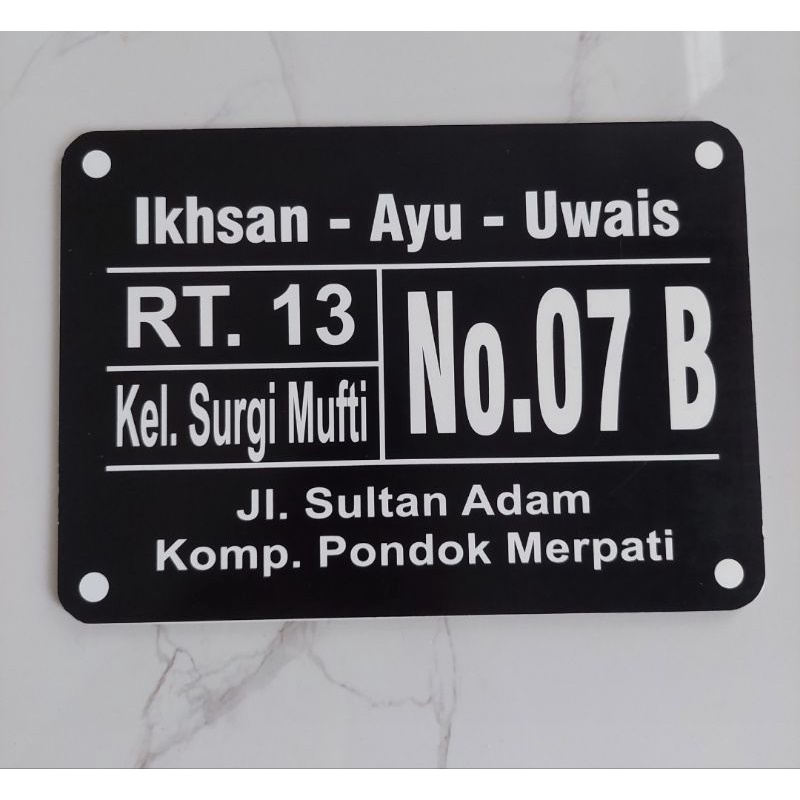 Ikhsan - Ayu - Uwais
RT. 13
Kel. Surgi Mufti
No.07 B
Jl. Sultan Adam
Komp. Pondok Merpati